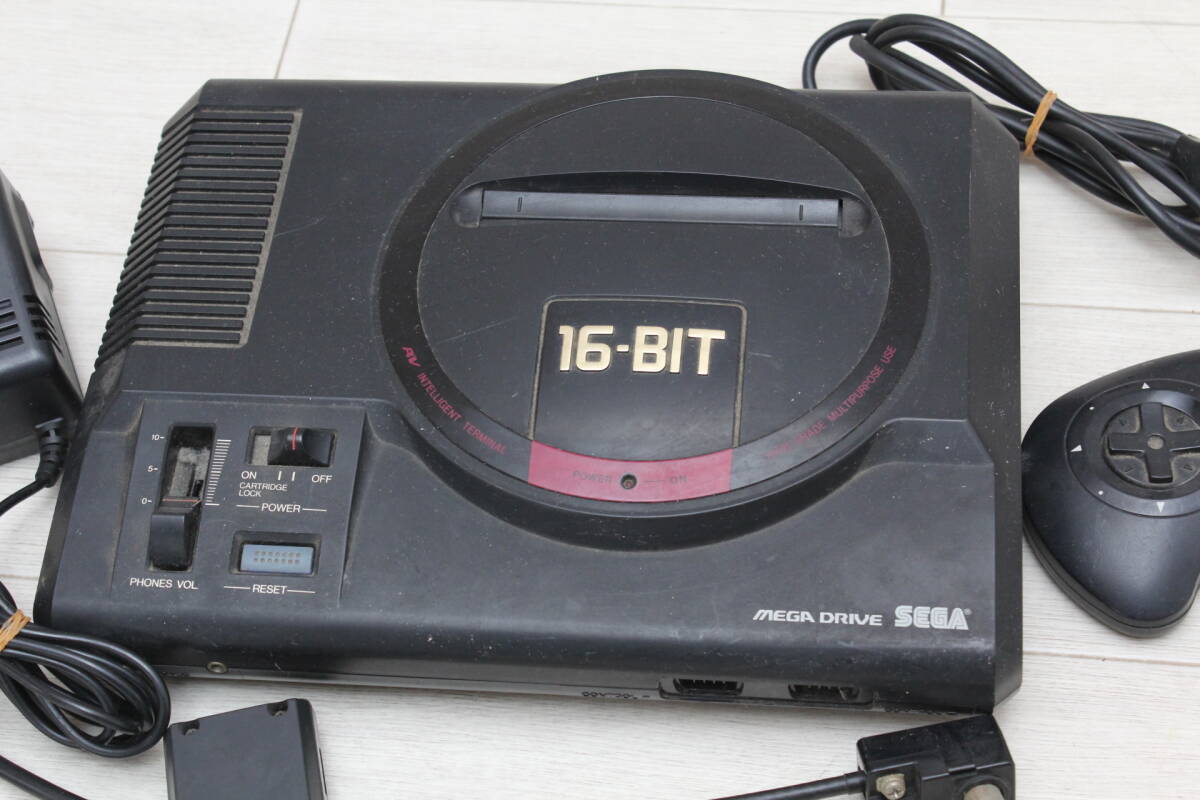 16-BIT
AV INTELLIGENT TERMINAL
HIGH GRADE MULTIPURPOSE USE
POWER ON
10
5
0
ON OFF
CARTRIDGE
LOCK
POWER
PHONES VOL
RESET
MEGA DRIVE SEGA®